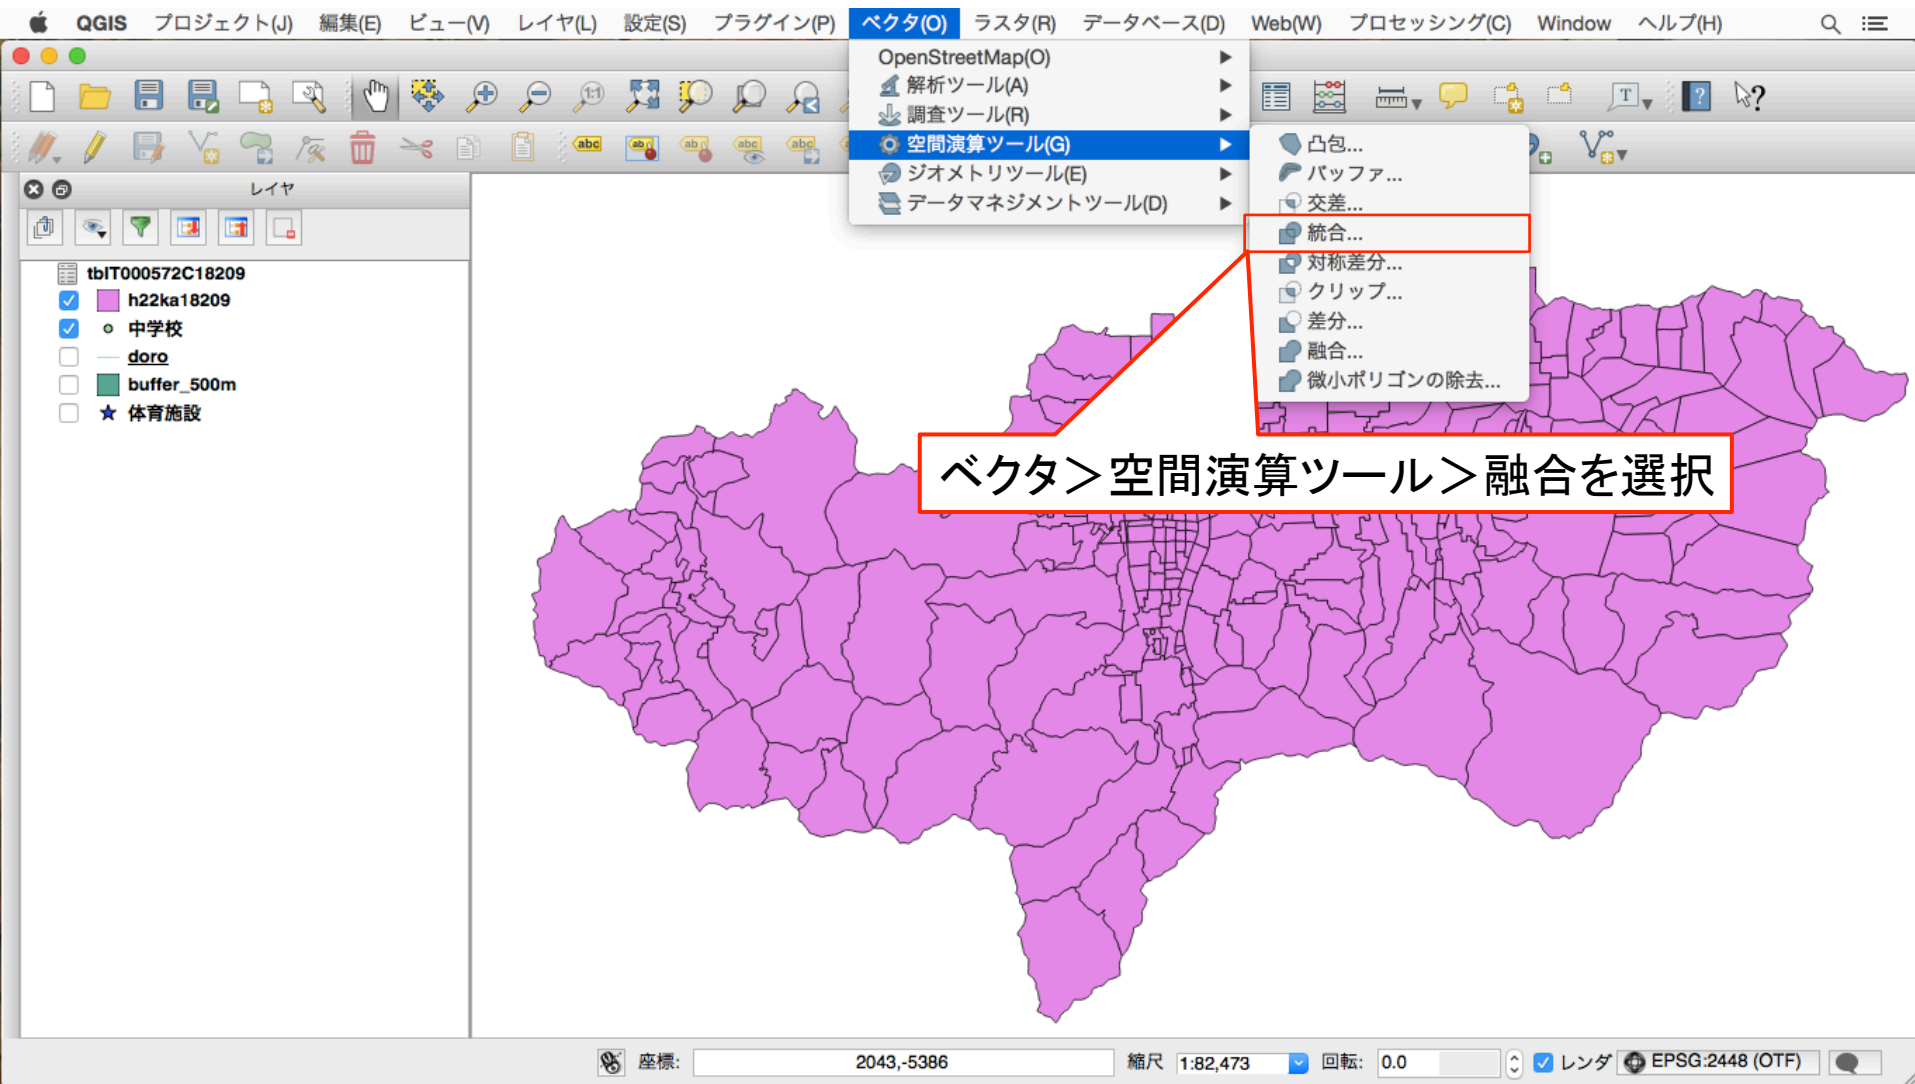 QGIS プロジェクト(J) 編集(E) ビュー(V) レイヤ(L) 設定(S) プラグイン(P) ベクタ(O) ラスタ(R) データベース(D) Web(W) プロセッシング(C) Window ヘルプ(H)
OpenStreetMap(O)
解析ツール(A)
調査ツール(R)
空間演算ツール(G)
ジオメトリツール(E)
データマネジメントツール(D)
凸包...
バッファ...
交差...
統合...
対称差分...
クリップ...
差分...
融合...
微小ポリゴンの除去...
レイヤ
tblT000572C18209
h22ka18209
中学校
doro
buffer_500m
体育施設
ベクタ＞空間演算ツール＞融合を選択
座標: 2043,-5386 縮尺 1:82,473 回転: 0.0 レンダ EPSG:2448 (OTF)